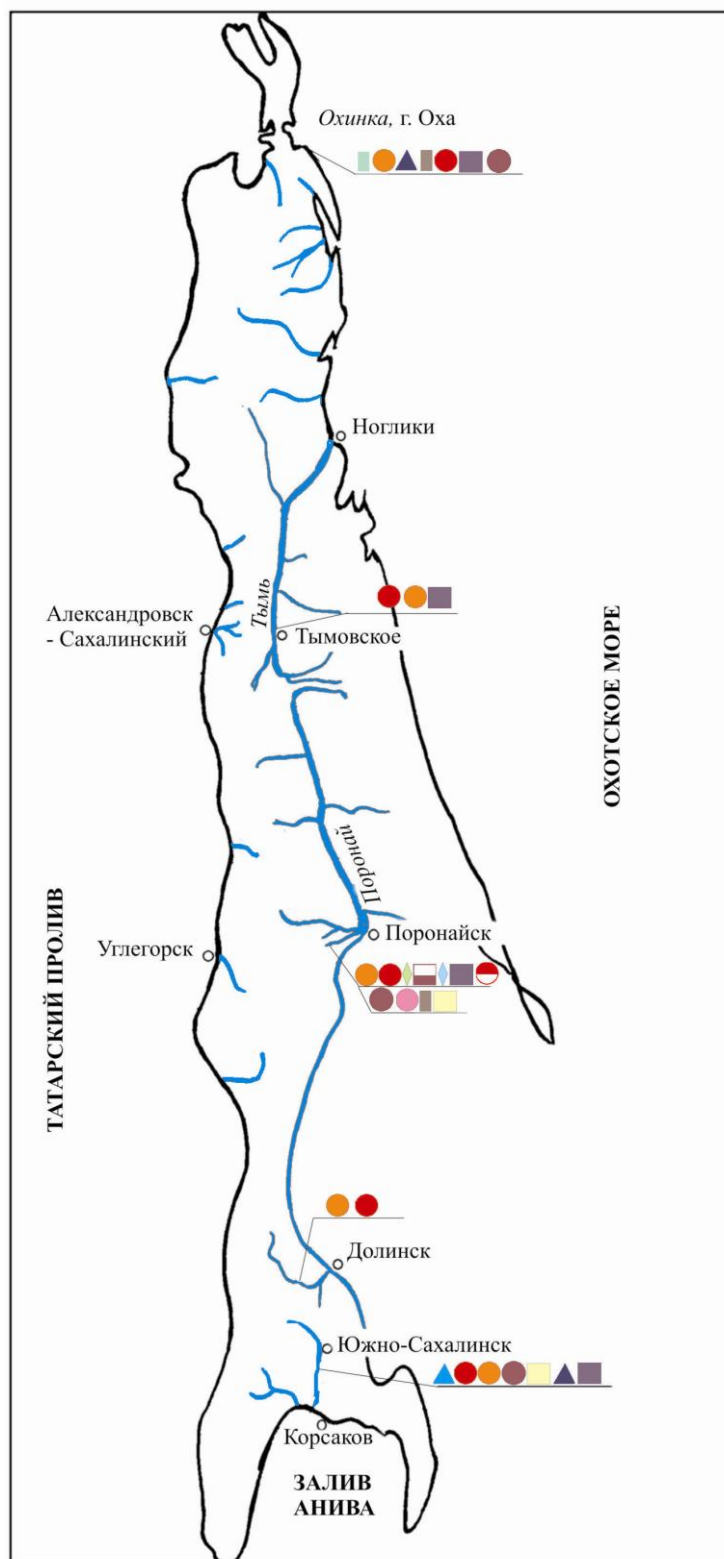 Охинка, г. Оха
Ноглики
Тымь
Александровск
- Сахалинский
Тымовское
ОХОТСКОЕ МОРЕ
Поронай
ТАТАРСКИЙ ПРОЛИВ
Углегорск
Поронайск
Долинск
Южно-Сахалинск
Корсаков
ЗАЛИВ
АНИВА